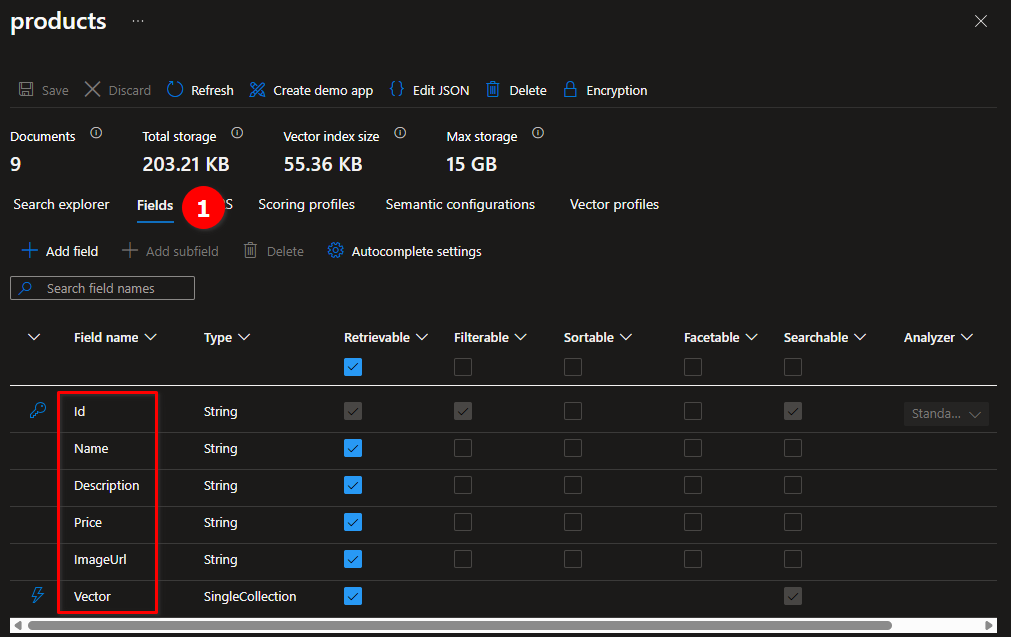 products ...
Save Discard Refresh Create demo app Edit JSON Delete Encryption
Documents Total storage Vector index size Max storage
9 203.21 KB 55.36 KB 15 GB
Search explorer Fields 1 S Scoring profiles Semantic configurations Vector profiles
Add field Add subfield Delete Autocomplete settings
Search field names
Field name Type Retrievable Filterable Sortable Facetable Searchable Analyzer
Id String Standa...
Name String
Description String
Price String
ImageUrl String
Vector SingleCollection